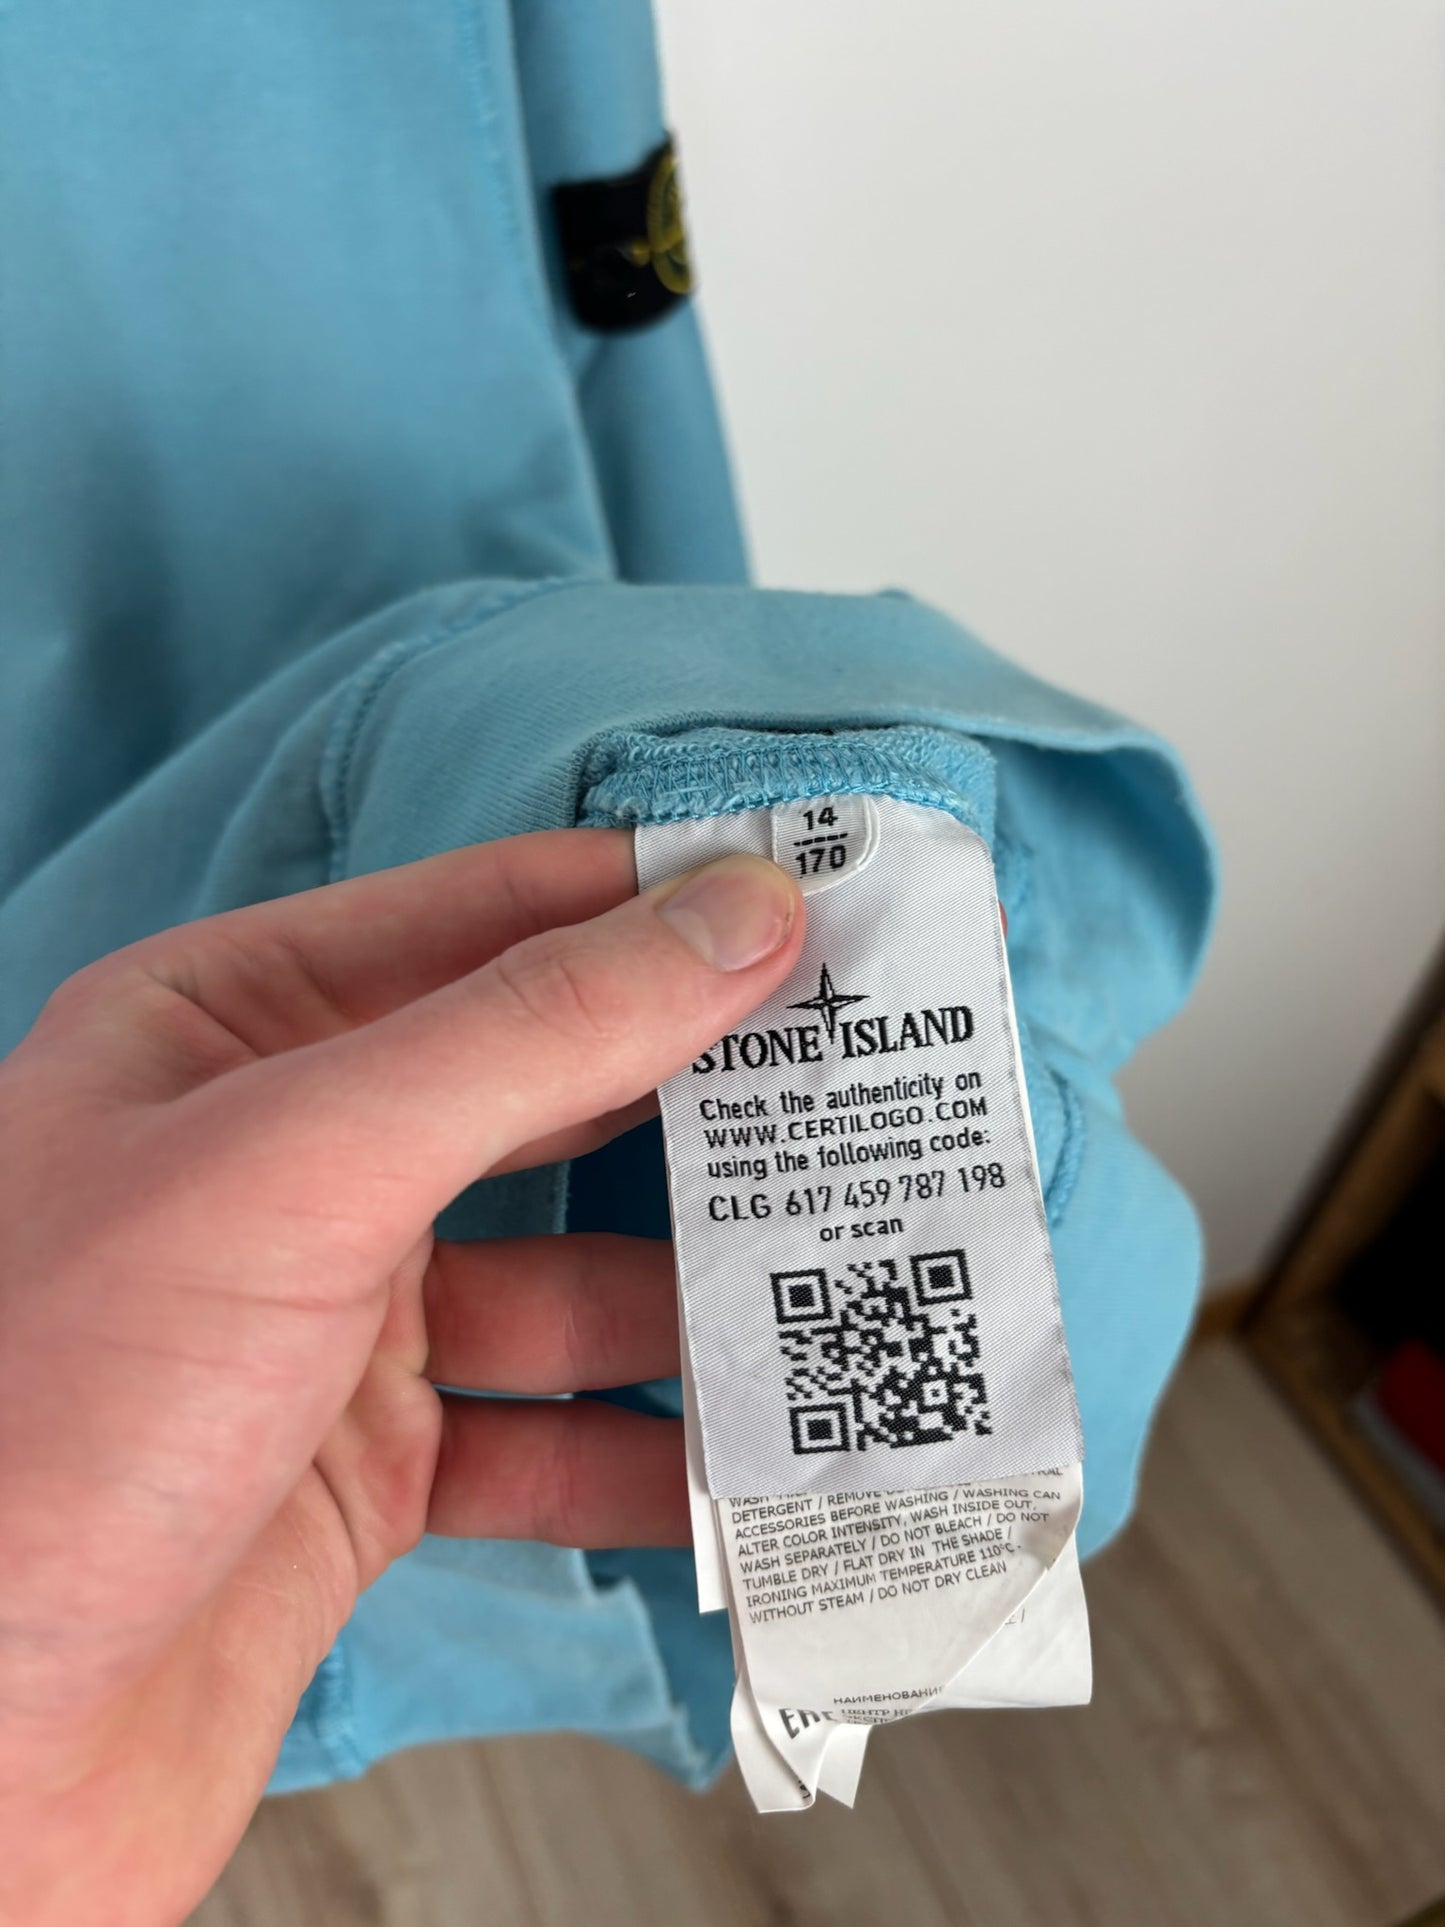 14
170
STONE ISLAND
Check the authenticity on
WWW.CERTILOGO.COM
using the following code:
CLG 617 459 787 198
or scan
DETERGENT / REMOVE
ACCESSORIES BEFORE WASHING / WASHING CAN
ALTER COLOR INTENSITY, WASH INSIDE OUT,
WASH SEPARATELY / DO NOT BLEACH / DO NOT
TUMBLE DRY / FLAT DRY IN THE SHADE /
IRONING MAXIMUM TEMPERATURE 110°C -
WITHOUT STEAM / DO NOT DRY CLEAN